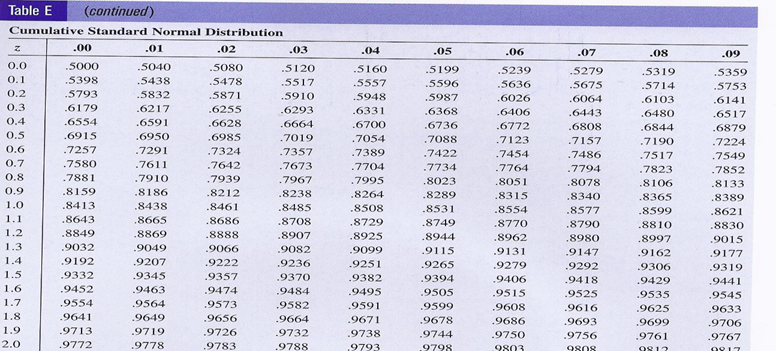 Table E (continued)
Cumulative Standard Normal Distribution
z .00 .01 .02 .03 .04 .05 .06 .07 .08 .09
0.0 .5000 .5040 .5080 .5120 .5160 .5199 .5239 .5279 .5319 .5359
0.1 .5398 .5438 .5478 .5517 .5557 .5596 .5636 .5675 .5714 .5753
0.2 .5793 .5832 .5871 .5910 .5948 .5987 .6026 .6064 .6103 .6141
0.3 .6179 .6217 .6255 .6293 .6331 .6368 .6406 .6443 .6480 .6517
0.4 .6554 .6591 .6628 .6664 .6700 .6736 .6772 .6808 .6844 .6879
0.5 .6915 .6950 .6985 .7019 .7054 .7088 .7123 .7157 .7190 .7224
0.6 .7257 .7291 .7324 .7357 .7389 .7422 .7454 .7486 .7517 .7549
0.7 .7580 .7611 .7642 .7673 .7704 .7734 .7764 .7794 .7823 .7852
0.8 .7881 .7910 .7939 .7967 .7995 .8023 .8051 .8078 .8106 .8133
0.9 .8159 .8186 .8212 .8238 .8264 .8289 .8315 .8340 .8365 .8389
1.0 .8413 .8438 .8461 .8485 .8508 .8531 .8554 .8577 .8599 .8621
1.1 .8643 .8665 .8686 .8708 .8729 .8749 .8770 .8790 .8810 .8830
1.2 .8849 .8869 .8888 .8907 .8925 .8944 .8962 .8980 .8997 .9015
1.3 .9032 .9049 .9066 .9082 .9099 .9115 .9131 .9147 .9162 .9177
1.4 .9192 .9207 .9222 .9236 .9251 .9265 .9279 .9292 .9306 .9319
1.5 .9332 .9345 .9357 .9370 .9382 .9394 .9406 .9418 .9429 .9441
1.6 .9452 .9463 .9474 .9484 .9495 .9505 .9515 .9525 .9535 .9545
1.7 .9554 .9564 .9573 .9582 .9591 .9599 .9608 .9616 .9625 .9633
1.8 .9641 .9649 .9656 .9664 .9671 .9678 .9686 .9693 .9699 .9706
1.9 .9713 .9719 .9726 .9732 .9738 .9744 .9750 .9756 .9761 .9767
2.0 .9772 .9778 .9783 .9788 .9793 .9798 .9803 .9808 .9812 .9817